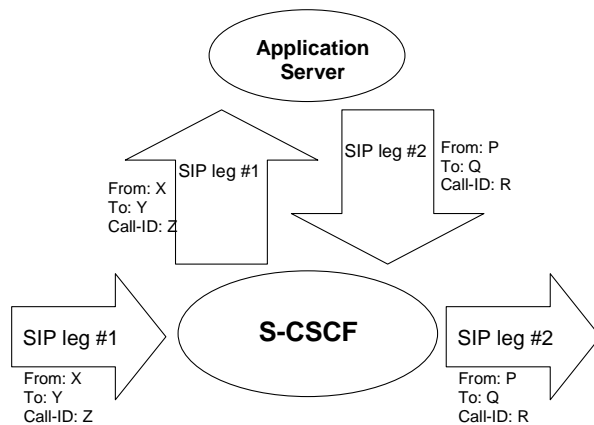 Application
Server
SIP leg #1
From: X
To: Y
Call-ID: Z
SIP leg #2
From: P
To: Q
Call-ID: R
S-CSCF
SIP leg #1
From: X
To: Y
Call-ID: Z
SIP leg #2
From: P
To: Q
Call-ID: R